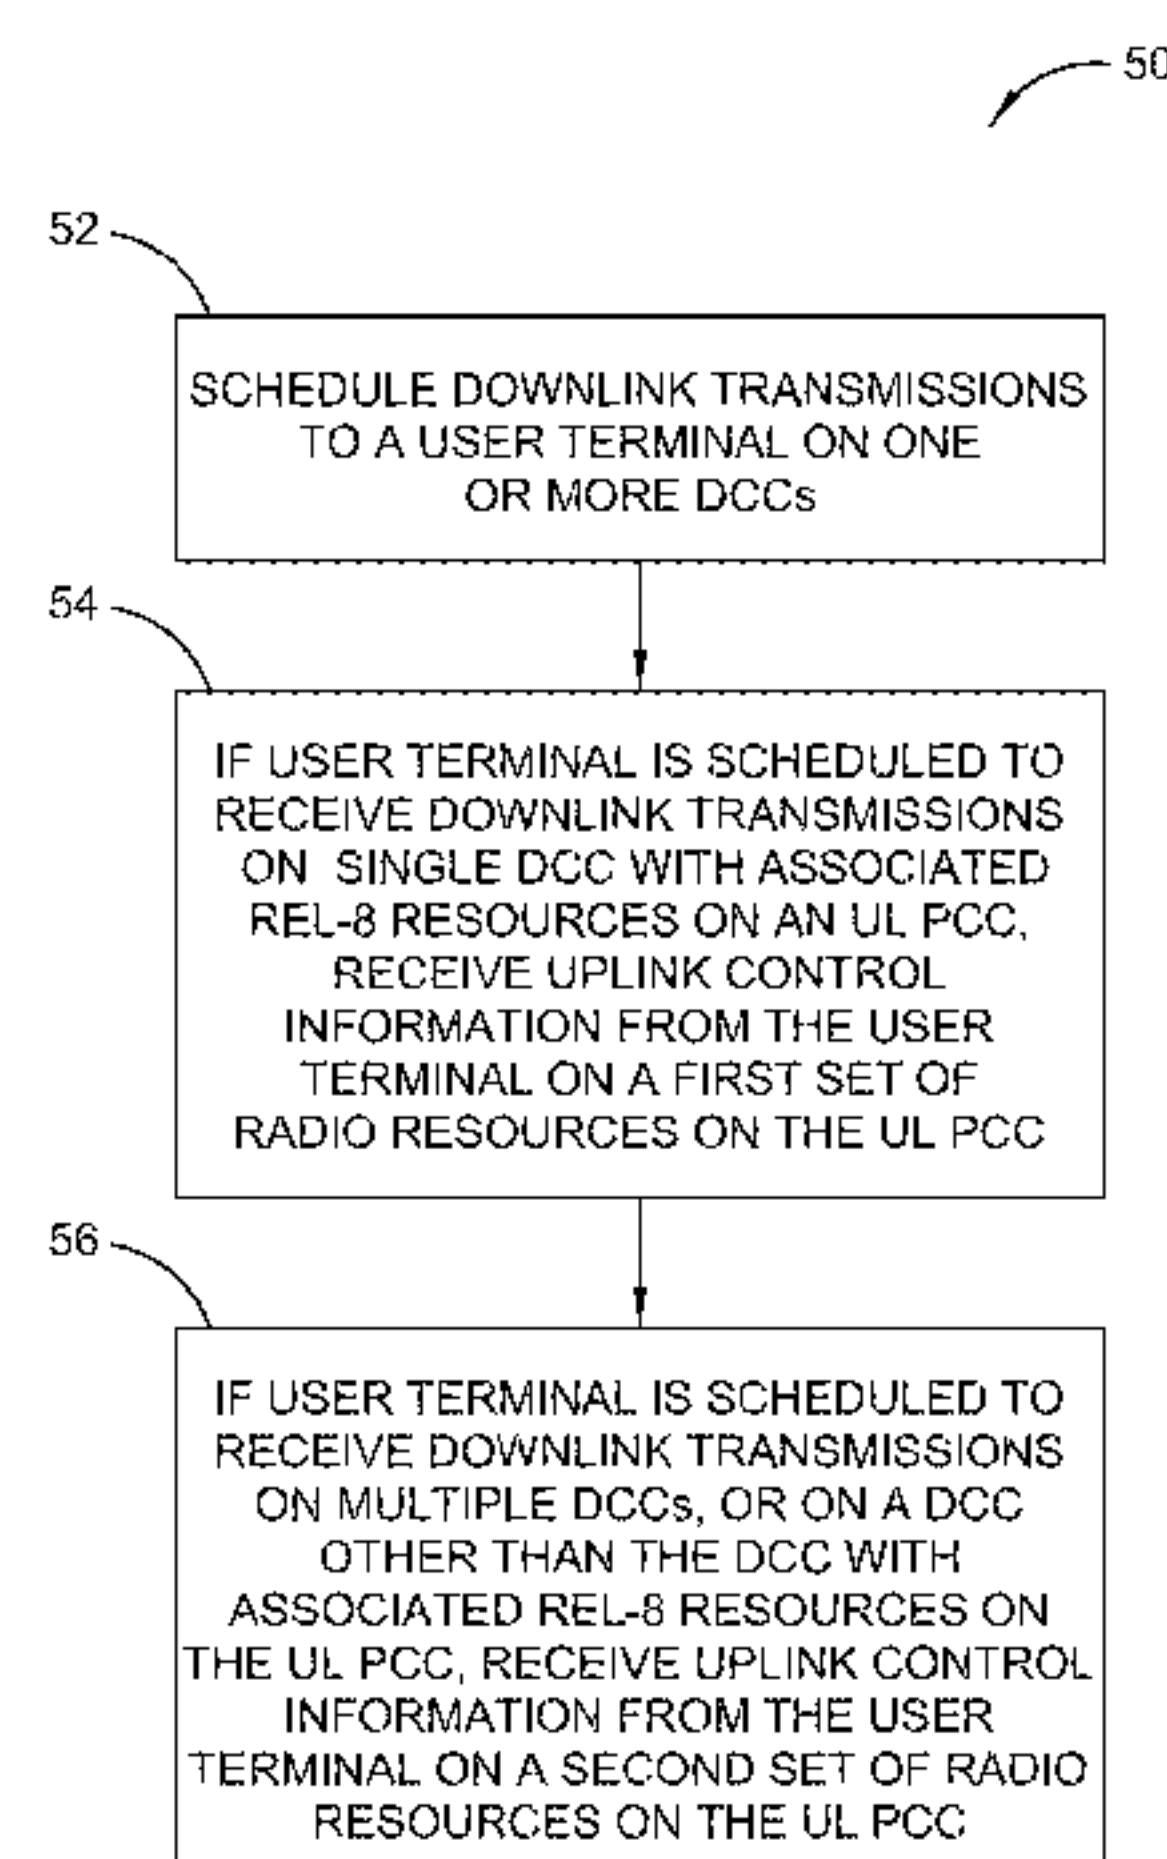 50
52
SCHEDULE DOWNLINK TRANSMISSIONS
TO A USER TERMINAL ON ONE
OR MORE DCCs
54
IF USER TERMINAL IS SCHEDULED TO
RECEIVE DOWNLINK TRANSMISSIONS
ON SINGLE DCC WITH ASSOCIATED
REL-8 RESOURCES ON AN UL PCC,
RECEIVE UPLINK CONTROL
INFORMATION FROM THE USER
TERMINAL ON A FIRST SET OF
RADIO RESOURCES ON THE UL PCC
56
IF USER TERMINAL IS SCHEDULED TO
RECEIVE DOWNLINK TRANSMISSIONS
ON MULTIPLE DCCs, OR ON A DCC
OTHER THAN THE DCC WITH
ASSOCIATED REL-8 RESOURCES ON
THE UL PCC, RECEIVE UPLINK CONTROL
INFORMATION FROM THE USER
TERMINAL ON A SECOND SET OF RADIO
RESOURCES ON THE UL PCC